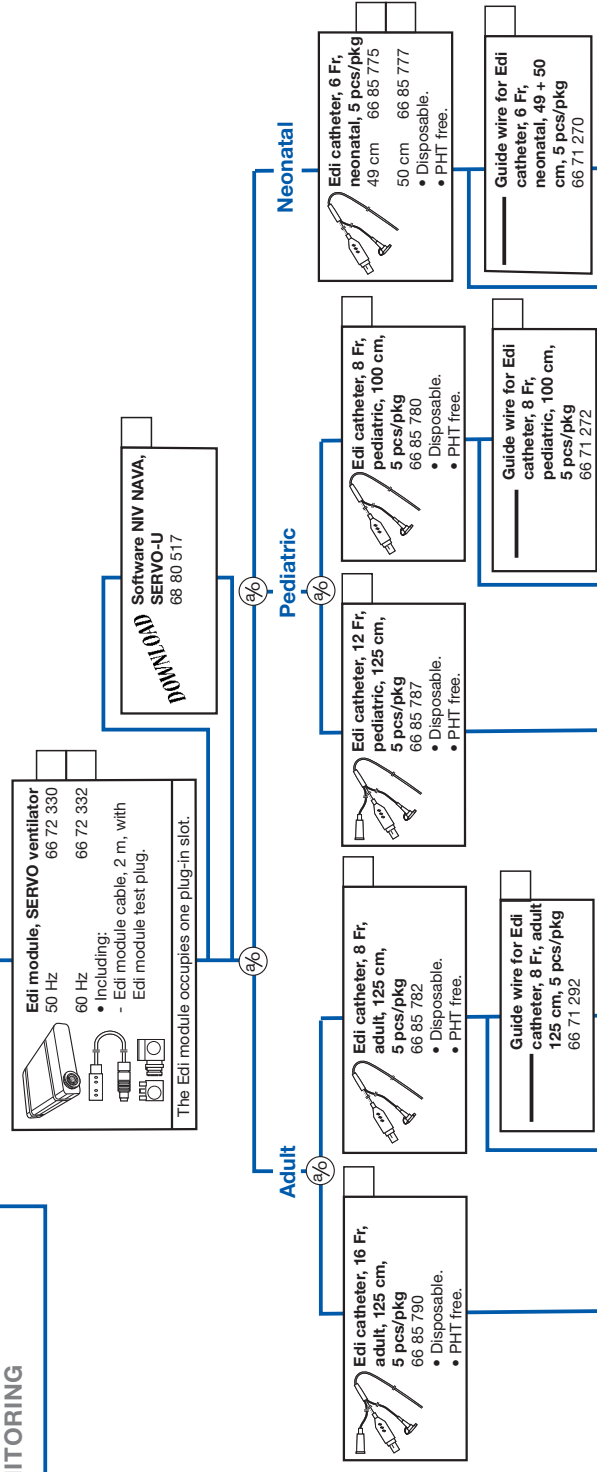 NITORING
Edi module, SERVO ventilator
50 Hz 66 72 330
60 Hz 66 72 332
• Including:
- Edi module cable, 2 m, with
Edi module test plug.
The Edi module occupies one plug-in slot.
DOWNLOAD
Software NIV NAVA,
SERVO-U
68 80 517
a/o
a/o
Adult
Pediatric
Neonatal
a/o
a/o
Edi catheter, 16 Fr,
adult, 125 cm,
5 pcs/pkg
66 85 790
• Disposable.
• PHT free.
Edi catheter, 8 Fr,
adult, 125 cm,
5 pcs/pkg
66 85 782
• Disposable.
• PHT free.
Edi catheter, 12 Fr,
pediatric, 125 cm,
5 pcs/pkg
66 85 787
• Disposable.
• PHT free.
Edi catheter, 8 Fr,
pediatric, 100 cm,
5 pcs/pkg
66 85 780
• Disposable.
• PHT free.
Edi catheter, 6 Fr,
neonatal, 5 pcs/pkg
49 cm 66 85 775
50 cm 66 85 777
• Disposable.
• PHT free.
Guide wire for Edi
catheter, 8 Fr, adult
125 cm, 5 pcs/pkg
66 71 292
Guide wire for Edi
catheter, 8 Fr,
pediatric, 100 cm,
5 pcs/pkg
66 71 272
Guide wire for Edi
catheter, 6 Fr,
neonatal, 49 + 50
cm, 5 pcs/pkg
66 71 270